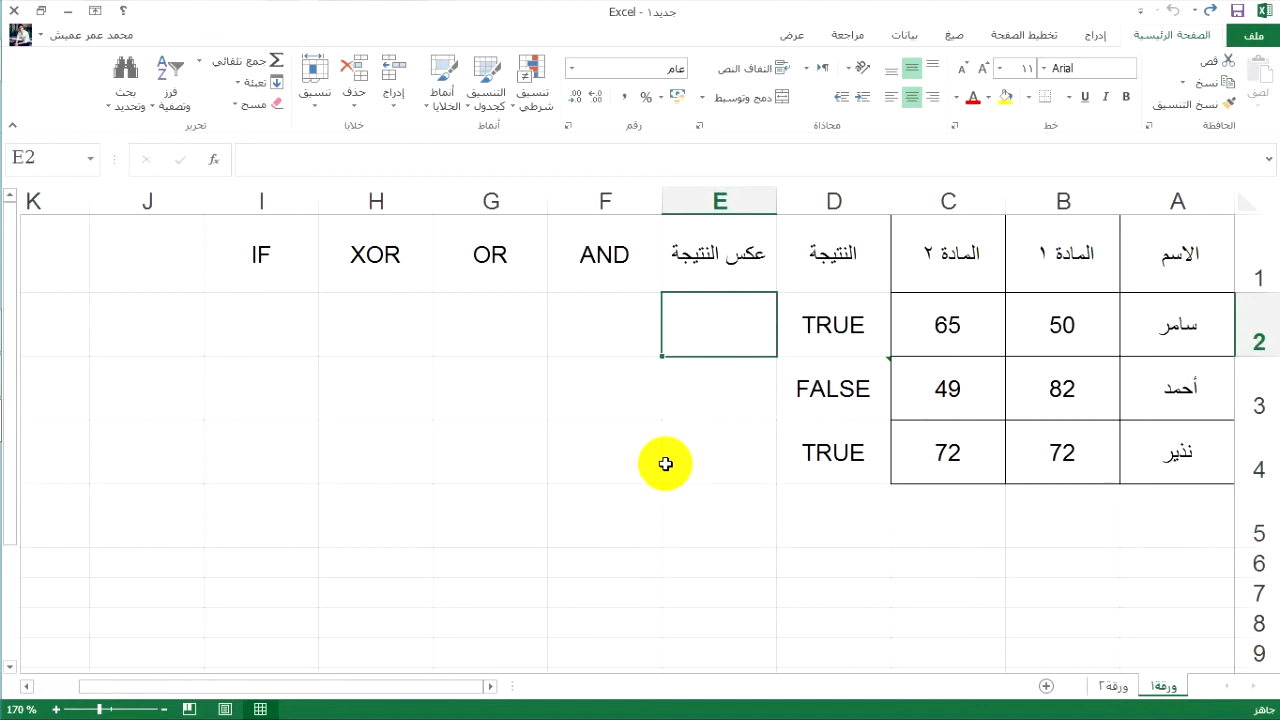 جديد١ - Excel
ملف
الصفحة الرئيسية
إدراج
تخطيط الصفحة
صيغ
بيانات
مراجعة
عرض
محمد عمر عميش
لصق
قص
نسخ
نسخ التنسيق
الحافظة
Arial
١١
B I U
خط
التفاف النص
دمج وتوسيط
محاذاة
عام
%
رقم
تنسيق شرطي
التنسيق كجدول
أنماط الخلايا
أنماط
إدراج
حذف
تنسيق
خلايا
جمع تلقائي
تعبئة
مسح
فرز وتصفية
بحث وتحديد
تحرير
E2
fx
A B C D E F G H I J K
1 الاسم المادة ١ المادة ٢ النتيجة عكس النتيجة AND OR XOR IF
2 سامر 50 65 TRUE
3 أحمد 82 49 FALSE
4 نذير 72 72 TRUE
5
6
7
8
9
ورقة١
ورقة٢
جاهز
170 %